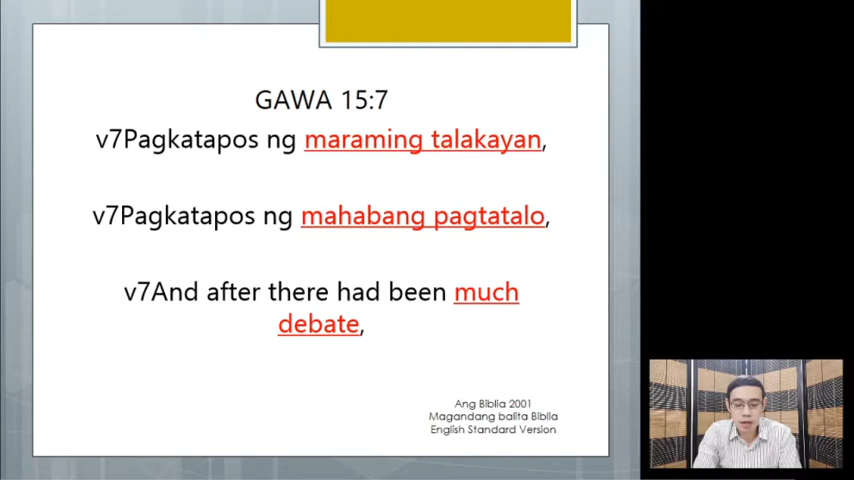 GAWA 15:7
v7Pagkatapos ng maraming talakayan,
v7Pagkatapos ng mahabang pagtatalo,
v7And after there had been much
debate,
Ang Biblia 2001
Magandang balita Biblia
English Standard Version